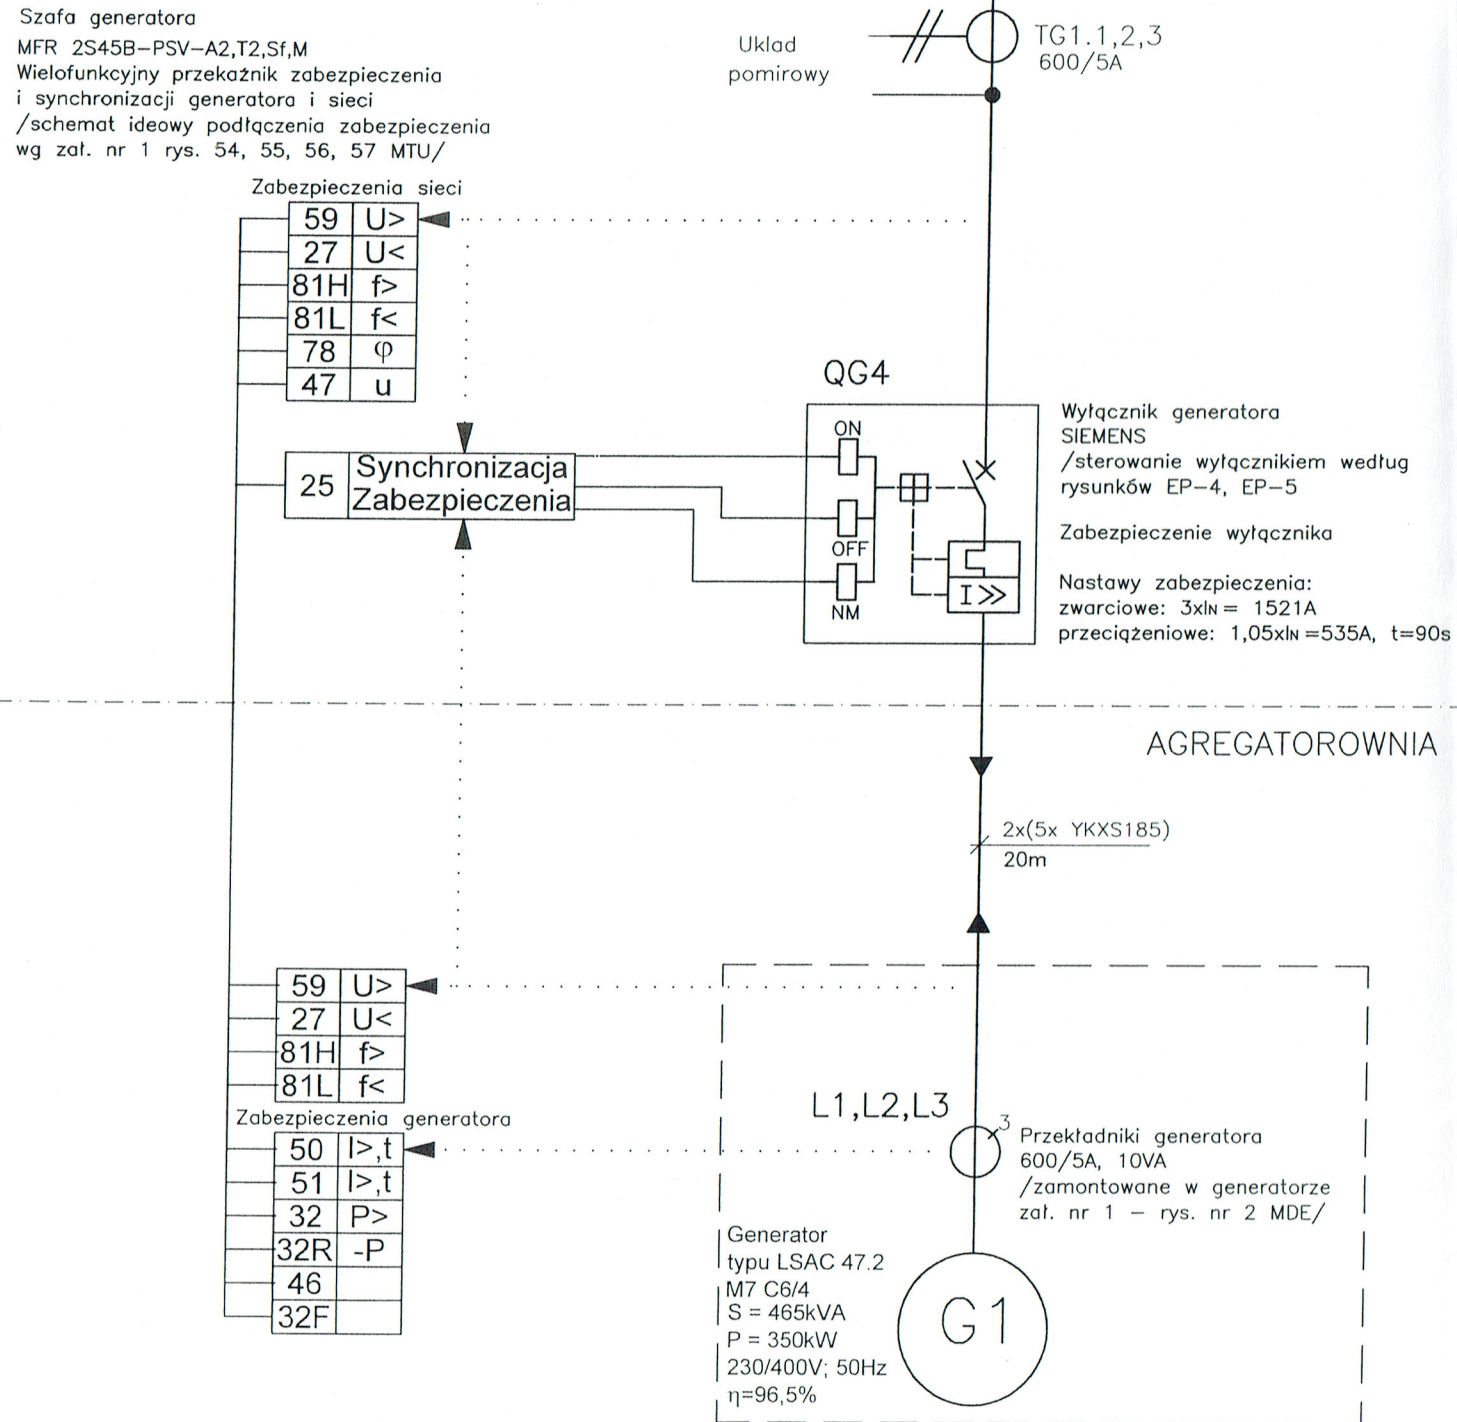 Szafa generatora
MFR 2S45B-PSV-A2,T2,Sf,M
Wielofunkcyjny przekaźnik zabezpieczenia
i synchronizacji generatora i sieci
/schemat ideowy podłączenia zabezpieczenia
wg zał. nr 1 rys. 54, 55, 56, 57 MTU/
Układ
pomirowy
TG1.1,2,3
600/5A
Zabezpieczenia sieci
59 U>
27 U<
81H f>
81L f<
78 φ
47 u
25 Synchronizacja
Zabezpieczenia
QG4
ON
OFF
NM
I≫
Wyłącznik generatora
SIEMENS
/sterowanie wyłącznikiem według
rysunków EP-4, EP-5
Zabezpieczenie wyłącznika
Nastawy zabezpieczenia:
zwarciowe: 3xIN = 1521A
przeciążeniowe: 1,05xIN =535A, t=90s
AGREGATOROWNIA
2x(5x YKXS185)
20m
59 U>
27 U<
81H f>
81L f<
Zabezpieczenia generatora
50 I>,t
51 I>,t
32 P>
32R -P
46
32F
L1,L2,L3
3
Przekładniki generatora
600/5A, 10VA
/zamontowane w generatorze
zał. nr 1 - rys. nr 2 MDE/
Generator
typu LSAC 47.2
M7 C6/4
S = 465kVA
P = 350kW
230/400V; 50Hz
η=96,5%
G1